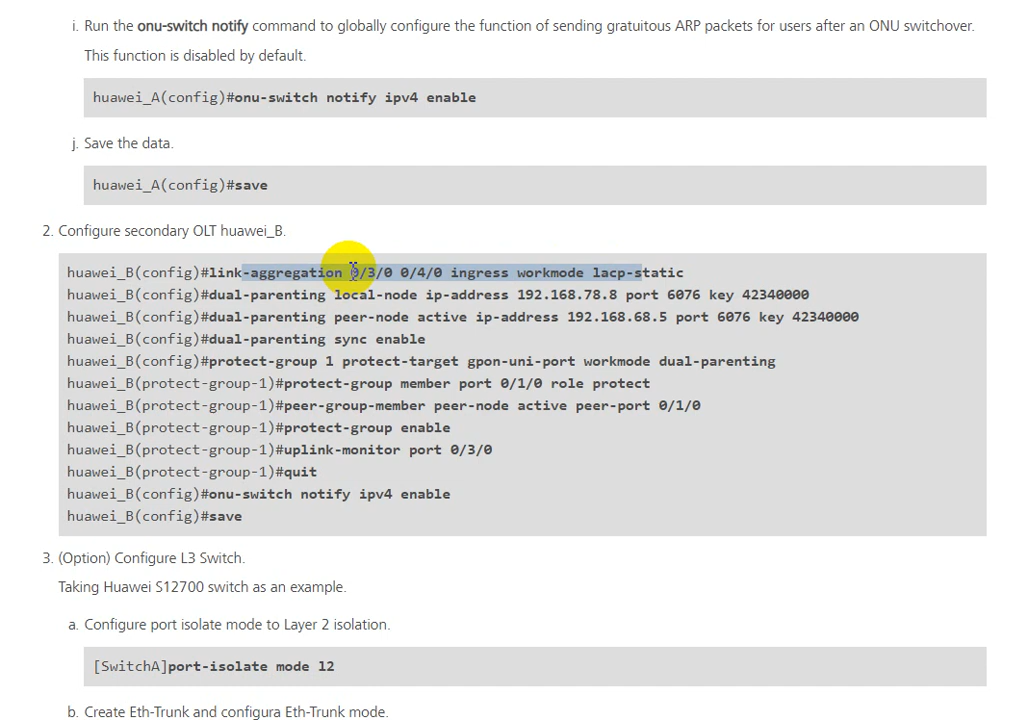 i. Run the onu-switch notify command to globally configure the function of sending gratuitous ARP packets for users after an ONU switchover.
This function is disabled by default.
huawei_A(config)#onu-switch notify ipv4 enable
j. Save the data.
huawei_A(config)#save
2. Configure secondary OLT huawei_B.
huawei_B(config)#link-aggregation 0/3/0 0/4/0 ingress workmode lacp-static
huawei_B(config)#dual-parenting local-node ip-address 192.168.78.8 port 6076 key 42340000
huawei_B(config)#dual-parenting peer-node active ip-address 192.168.68.5 port 6076 key 42340000
huawei_B(config)#dual-parenting sync enable
huawei_B(config)#protect-group 1 protect-target gpon-uni-port workmode dual-parenting
huawei_B(protect-group-1)#protect-group member port 0/1/0 role protect
huawei_B(protect-group-1)#peer-group-member peer-node active peer-port 0/1/0
huawei_B(protect-group-1)#protect-group enable
huawei_B(protect-group-1)#uplink-monitor port 0/3/0
huawei_B(protect-group-1)#quit
huawei_B(config)#onu-switch notify ipv4 enable
huawei_B(config)#save
3. (Option) Configure L3 Switch.
Taking Huawei S12700 switch as an example.
a. Configure port isolate mode to Layer 2 isolation.
[SwitchA]port-isolate mode l2
b. Create Eth-Trunk and configura Eth-Trunk mode.